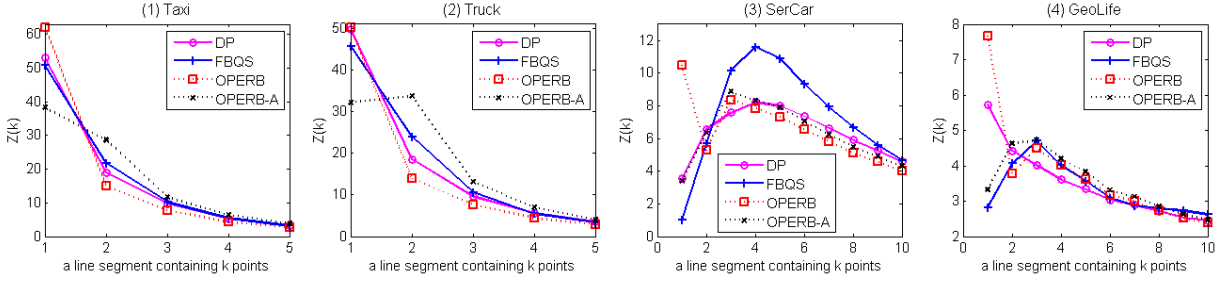 (1) Taxi
Z(k)
60
50
40
30
20
10
0
1 2 3 4 5
a line segment containing k points
DP
FBQS
OPERB
OPERB-A
(2) Truck
Z(k)
50
40
30
20
10
0
1 2 3 4 5
a line segment containing k points
DP
FBQS
OPERB
OPERB-A
(3) SerCar
Z(k)
12
10
8
6
4
2
0
0 2 4 6 8 10
a line segment containing k points
DP
FBQS
OPERB
OPERB-A
(4) GeoLife
Z(k)
8
7
6
5
4
3
2
0 2 4 6 8 10
a line segment containing k points
DP
FBQS
OPERB
OPERB-A